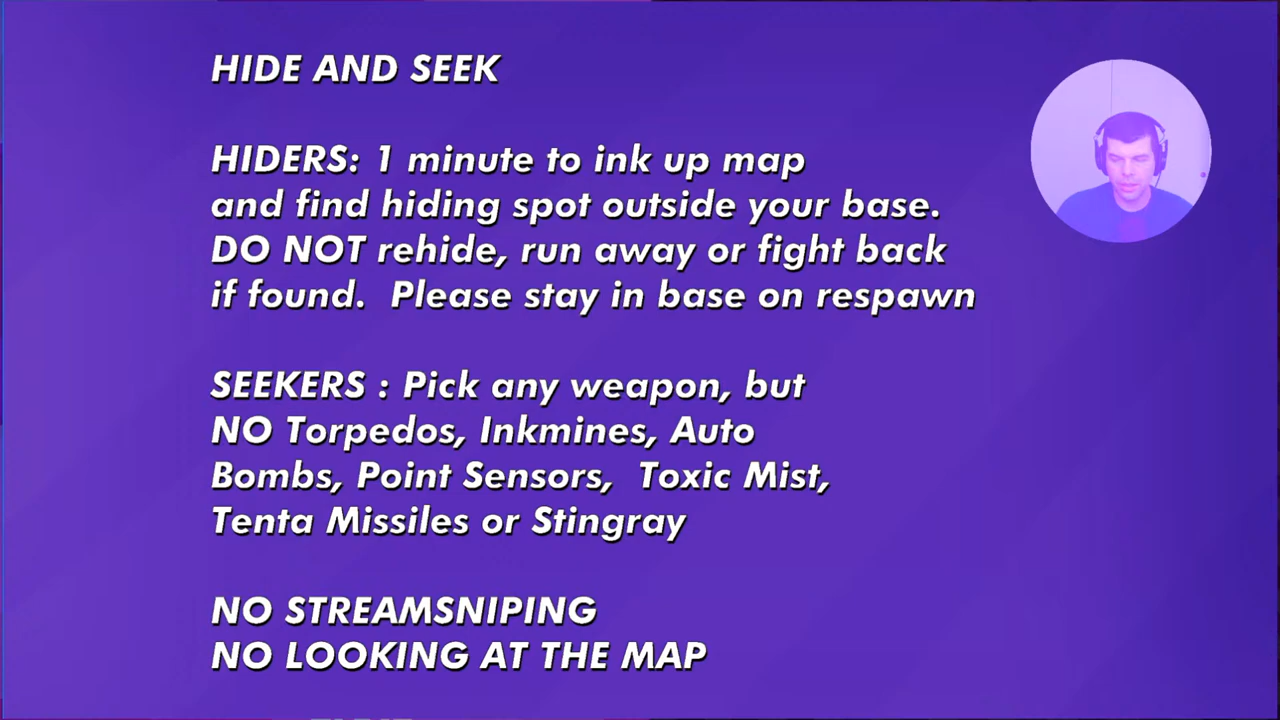 HIDE AND SEEK
HIDERS: 1 minute to ink up map
and find hiding spot outside your base.
DO NOT rehide, run away or fight back
if found.  Please stay in base on respawn
SEEKERS : Pick any weapon, but
NO Torpedos, Inkmines, Auto
Bombs, Point Sensors,  Toxic Mist,
Tenta Missiles or Stingray
NO STREAMSNIPING
NO LOOKING AT THE MAP